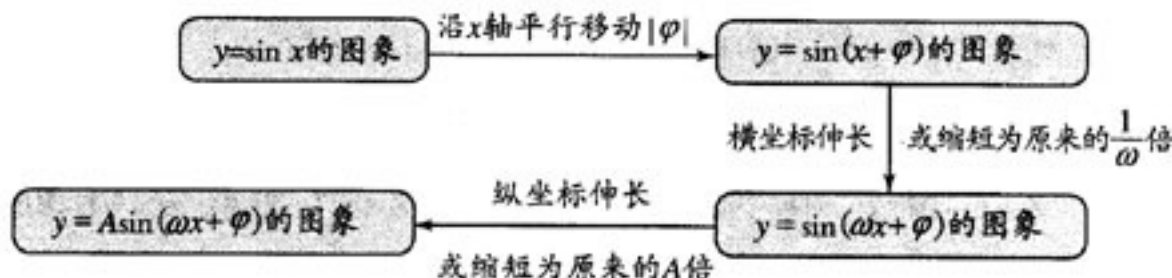 y=sin x的图象
沿x轴平行移动|φ|
y=sin(x+φ)的图象
横坐标伸长 或缩短为原来的1/ω倍
y=sin(ωx+φ)的图象
纵坐标伸长
或缩短为原来的A倍
y=Asin(ωx+φ)的图象